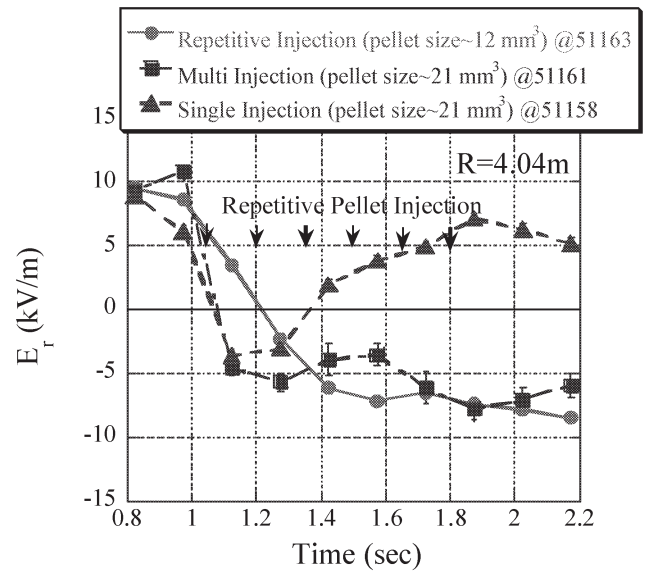 Repetitive Injection (pellet size~12 mm³) @51163
Multi Injection (pellet size~21 mm³) @51161
Single Injection (pellet size~21 mm³) @51158
15
R=4.04m
10
Repetitive Pellet Injection
5
0
-5
-10
-15
E_r (kV/m)
0.8 1 1.2 1.4 1.6 1.8 2 2.2
Time (sec)